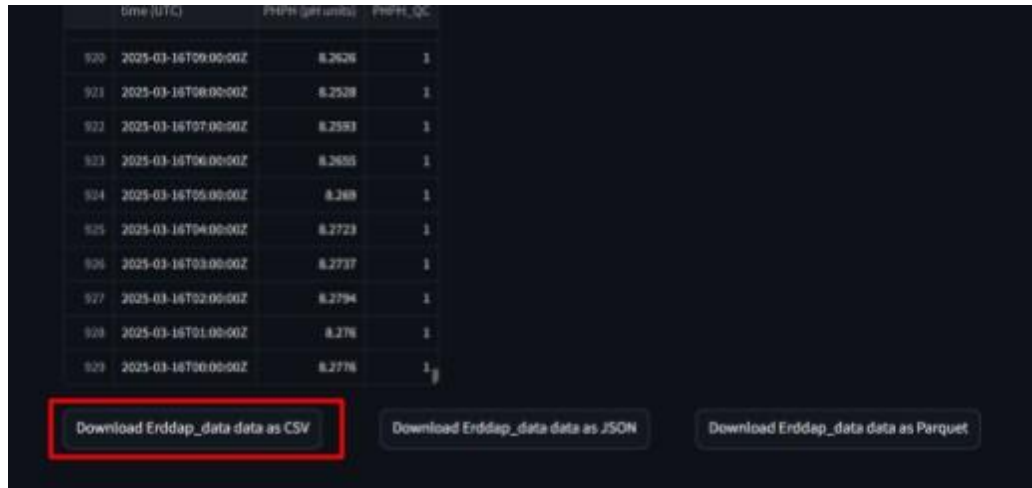 time (UTC) PHPH (pH units) PHPH_QC
920 2025-03-16T09:00:00Z 8.2626 1
921 2025-03-16T08:00:00Z 8.2528 1
922 2025-03-16T07:00:00Z 8.2593 1
923 2025-03-16T06:00:00Z 8.2655 1
924 2025-03-16T05:00:00Z 8.269 1
925 2025-03-16T04:00:00Z 8.2723 1
926 2025-03-16T03:00:00Z 8.2737 1
927 2025-03-16T02:00:00Z 8.2794 1
928 2025-03-16T01:00:00Z 8.276 1
929 2025-03-16T00:00:00Z 8.2776 1
Download Erddap_data data as CSV Download Erddap_data data as JSON Download Erddap_data data as Parquet